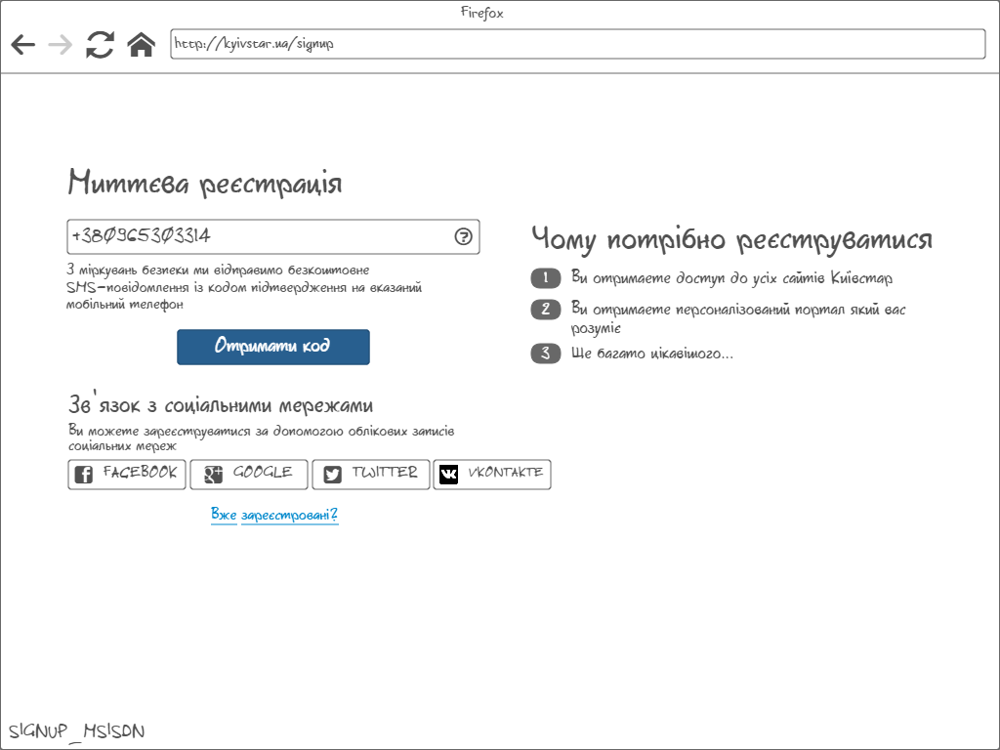 Firefox
http://kyivstar.ua/signup
Миттєва реєстрація
+380965303314
?
З міркувань безпеки ми відправимо безкоштовне
SMS-повідомлення із кодом підтвердження на вказаний
мобільний телефон
Отримати код
Чому потрібно реєструватися
1 Ви отримаєте доступ до усіх сайтів Київстар
2 Ви отримаєте персоналізований портал який вас
розуміє
3 Ще багато цікавішого...
Зв'язок з соціальними мережами
Ви можете зареєструватися за допомогою облікових записів
соціальних мереж
FACEBOOK GOOGLE TWITTER VKONTAKTE
Вже зареєстровані?
SIGNUP_MSISDN